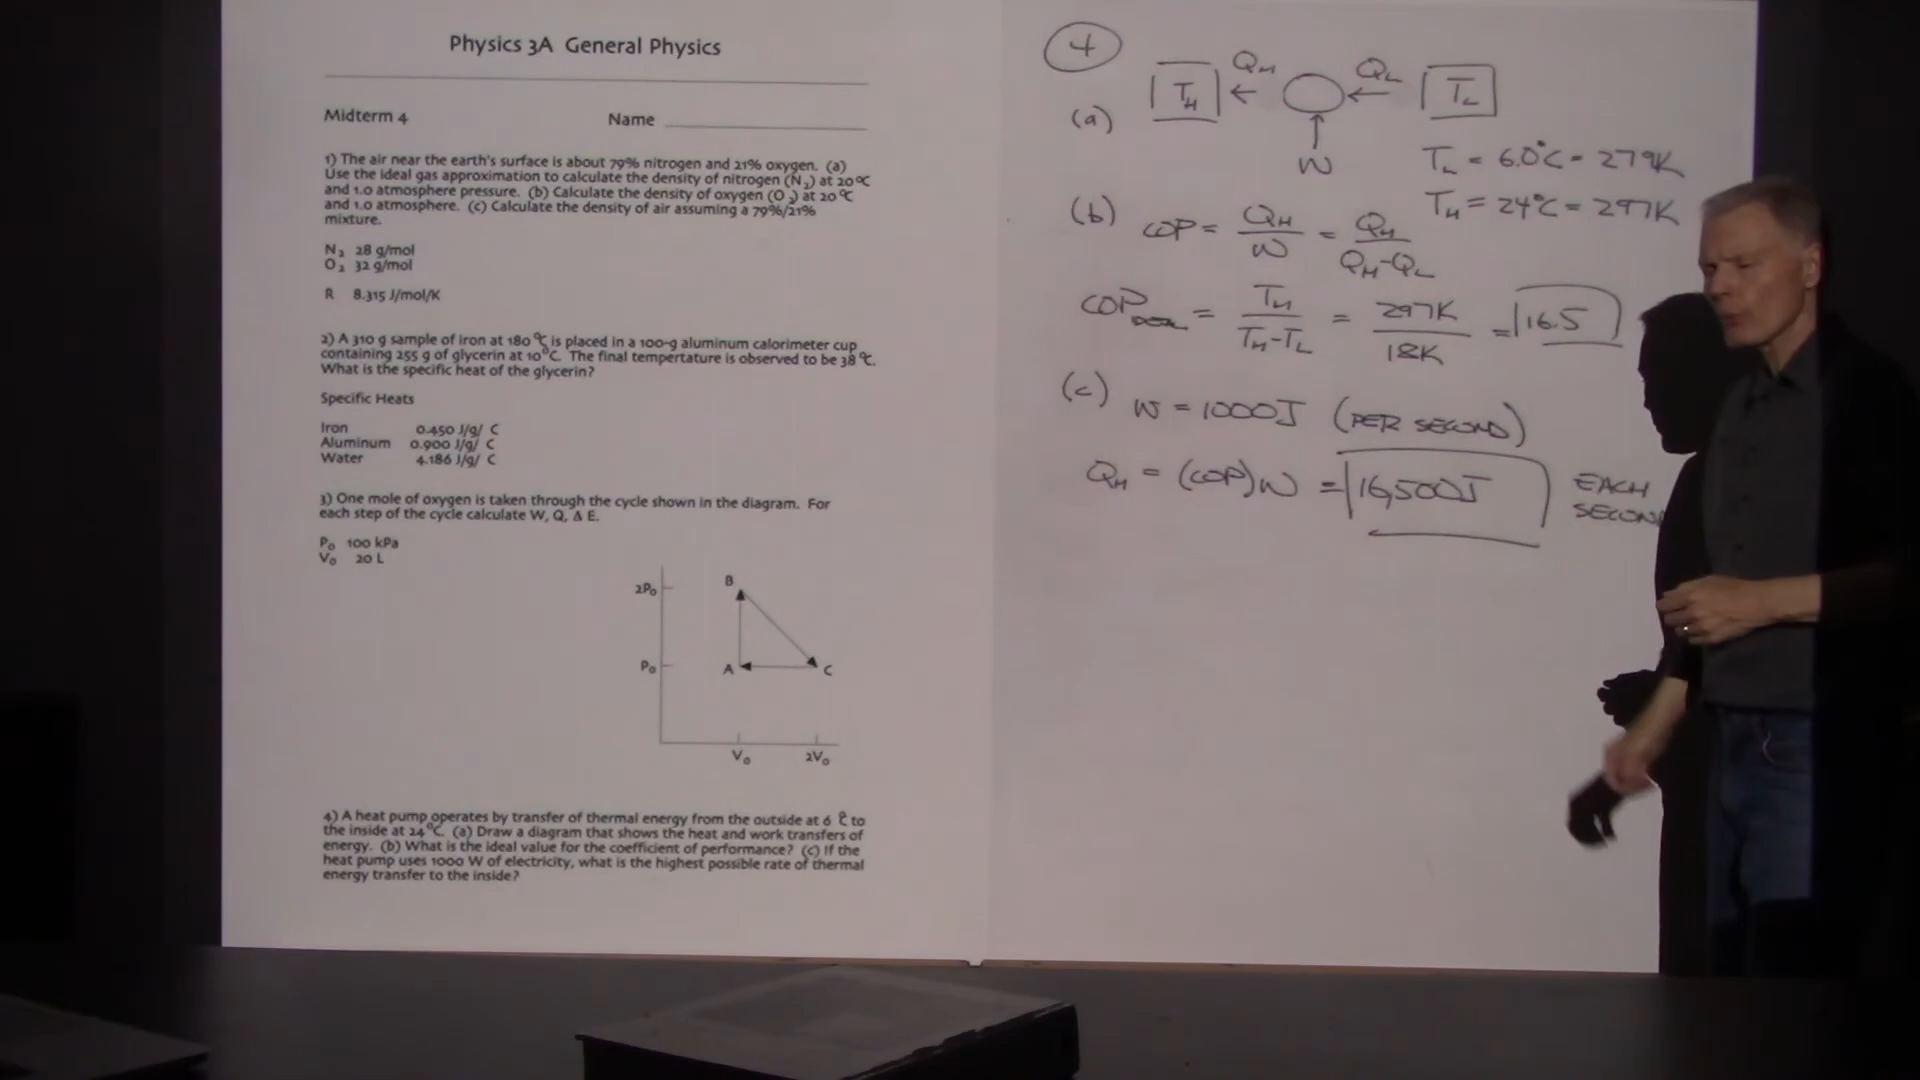 Physics 3A General Physics
Midterm 4 Name
1) The air near the earth's surface is about 79% nitrogen and 21% oxygen. (a)
Use the ideal gas approximation to calculate the density of nitrogen (N2) at 20 °C
and 1.0 atmosphere pressure. (b) Calculate the density of oxygen (O2) at 20 °C
and 1.0 atmosphere. (c) Calculate the density of air assuming a 79%/21%
mixture.
N2 28 g/mol
O2 32 g/mol
R 8.315 J/mol/K
2) A 310 g sample of iron at 180 °C is placed in a 100-g aluminum calorimeter cup
containing 255 g of glycerin at 10°C. The final tempertature is observed to be 38 °C.
What is the specific heat of the glycerin?
Specific Heats
Iron 0.450 J/g/ C
Aluminum 0.900 J/g/ C
Water 4.186 J/g/ C
3) One mole of oxygen is taken through the cycle shown in the diagram. For
each step of the cycle calculate W, Q, Δ E.
P0 100 kPa
V0 20 L
2P0 B
P0 A C
V0 2V0
4) A heat pump operates by transfer of thermal energy from the outside at 6 °C to
the inside at 24 °C. (a) Draw a diagram that shows the heat and work transfers of
energy. (b) What is the ideal value for the coefficient of performance? (c) If the
heat pump uses 1000 W of electricity, what is the highest possible rate of thermal
energy transfer to the inside?
4
(a) TH ← QH ← QL TL
↑
W
TL = 6.0°C = 279K
TH = 24°C = 297K
(b) COP = QH/W = QH/(QH-QL)
COP = TH/(TH-TL) = 297K/18K = 16.5
(c) W = 1000J (PER SECOND)
QH = (COP)W = 16,500J EACH
SECOND